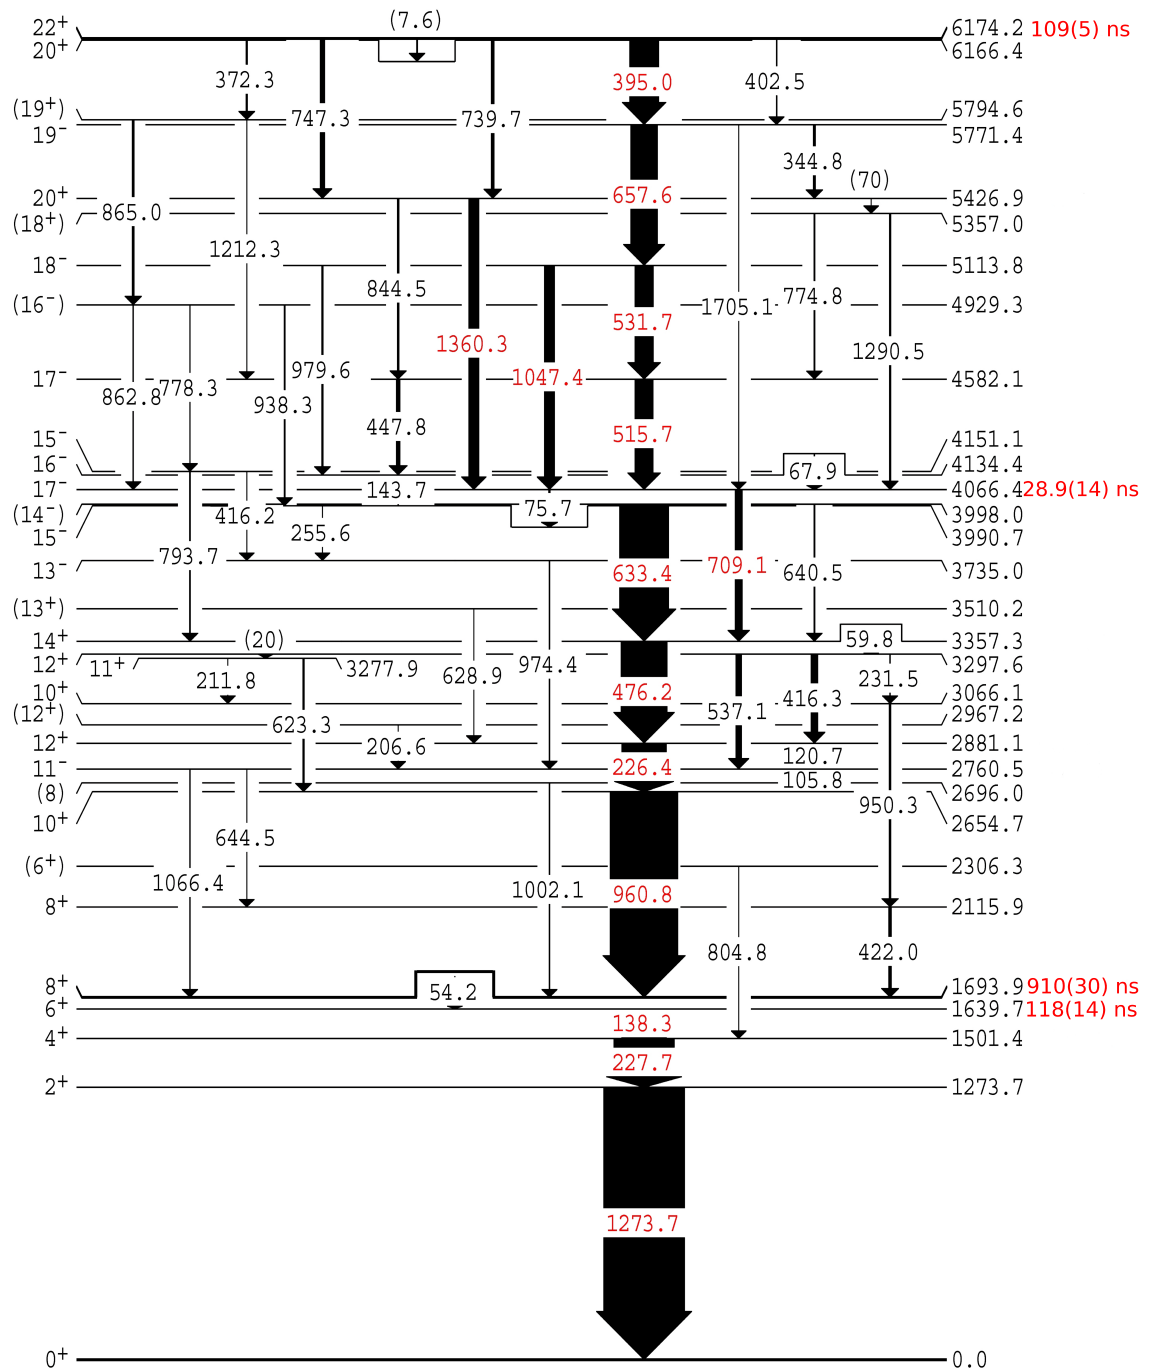 22⁺ (7.6) 6174.2 109(5) ns
20⁺ 6166.4
372.3 395.0 402.5
(19⁺) 747.3 739.7 5794.6
19⁻ 5771.4
344.8
(70)
20⁺ 657.6 5426.9
865.0
(18⁺) 5357.0
1212.3
18⁻ 5113.8
844.5 774.8
(16⁻) 1705.1 4929.3
531.7
1360.3 1290.5
979.6 1047.4
17⁻ 4582.1
862.8 778.3 938.3
447.8 515.7
15⁻ 4151.1
16⁻ 67.9 4134.4
17⁻ 143.7 4066.4 28.9(14) ns
(14⁻) 416.2 75.7 3998.0
15⁻ 255.6 3990.7
793.7 709.1
13⁻ 633.4 640.5 3735.0
(13⁺) 3510.2
14⁺ (20) 59.8 3357.3
12⁺ 11⁺ 3277.9 974.4 3297.6
211.8 628.9 231.5
10⁺ 476.2 416.3 3066.1
(12⁺) 623.3 537.1 2967.2
12⁺ 206.6 120.7 2881.1
11⁻ 226.4 105.8 2760.5
(8) 2696.0
950.3
10⁺ 2654.7
644.5
(6⁺) 2306.3
1066.4 1002.1 960.8
8⁺ 2115.9
804.8 422.0
8⁺ 54.2 1693.9 910(30) ns
6⁺ 1639.7 118(14) ns
138.3
4⁺ 1501.4
227.7
2⁺ 1273.7
1273.7
0⁺ 0.0